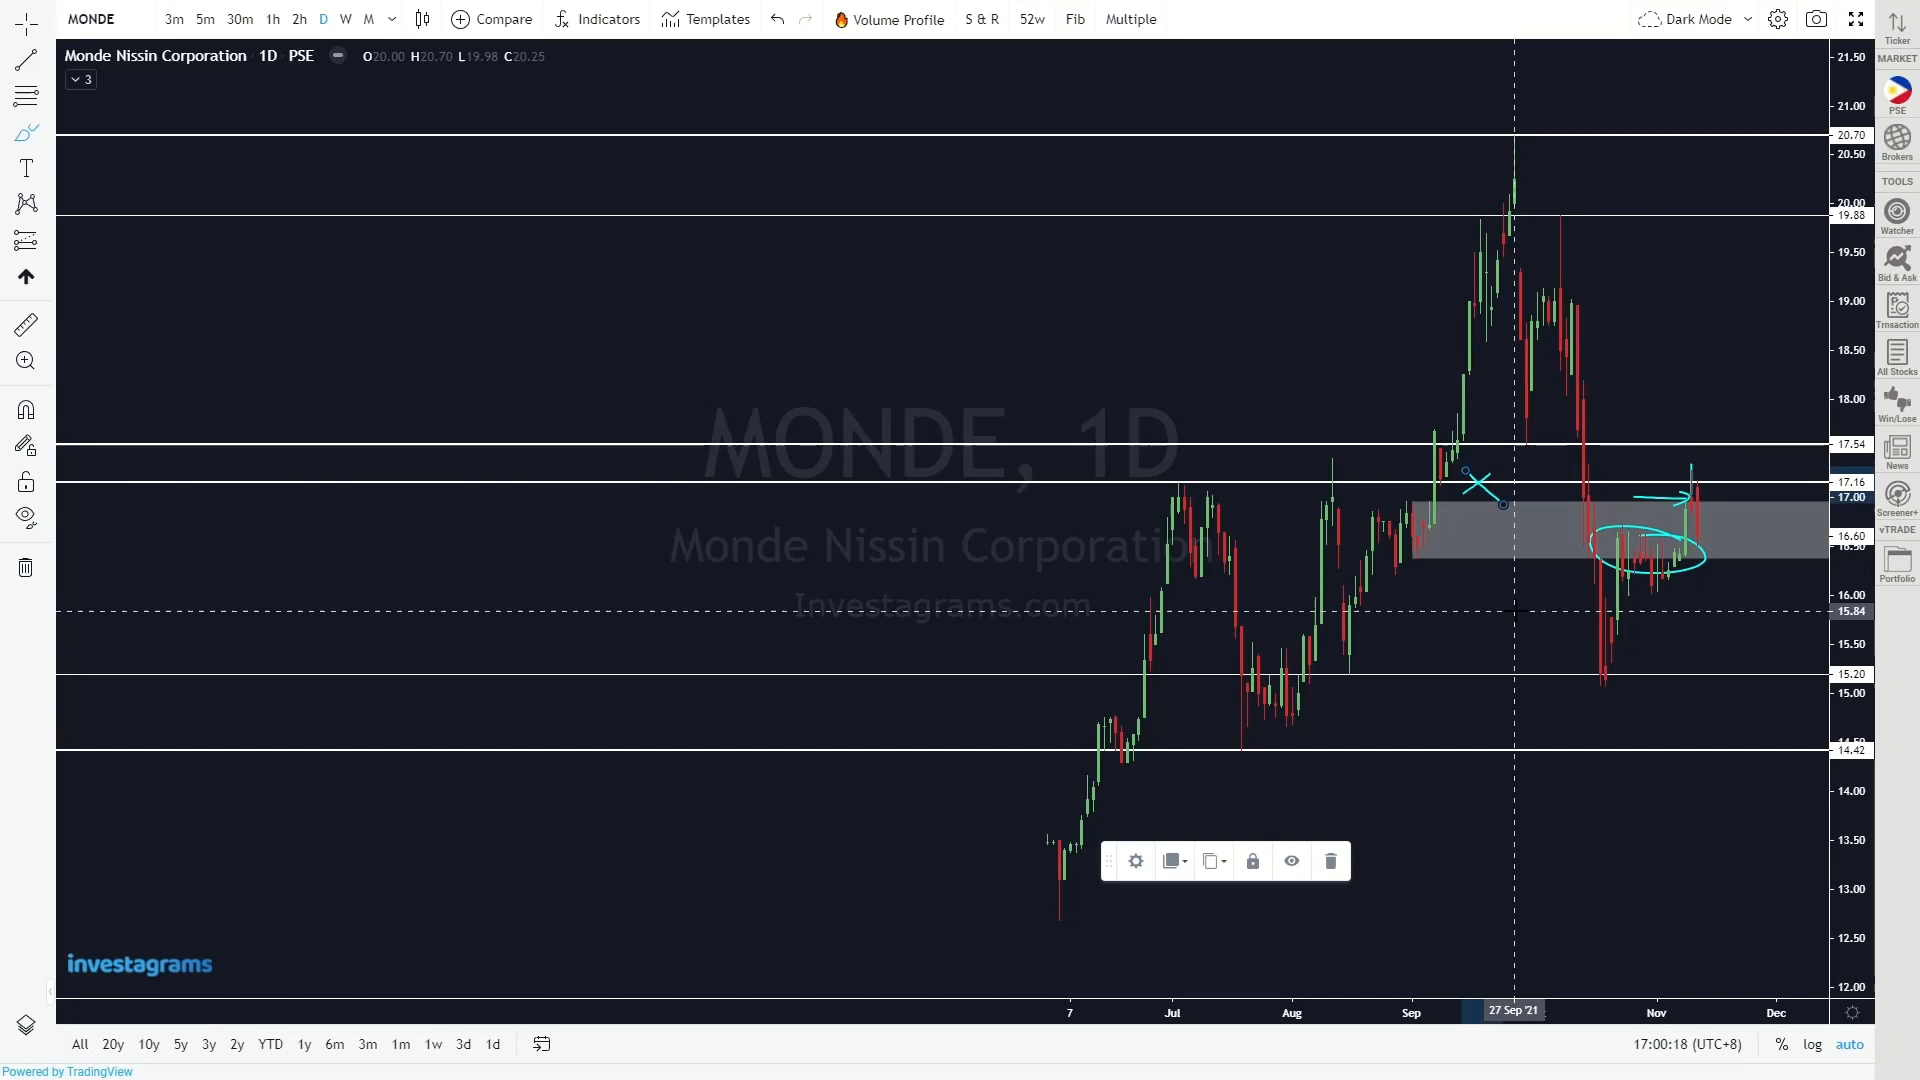 MONDE 3m 5m 30m 1h 2h D W M Compare Indicators Templates Volume Profile S & R 52w Fib Multiple Dark Mode
Ticker
MARKET
PSE
Brokers
TOOLS
Watcher
Bid & Ask
Trnsaction
All Stocks
Win/Lose
News
Screener+
vTRADE
Portfolio
Monde Nissin Corporation 1D PSE O20.00 H20.70 L19.98 C20.25
3
21.50
21.00
20.70
20.50
20.00
19.88
19.50
19.00
18.50
18.00
17.54
17.16
17.00
16.60
16.50
16.00
15.84
15.50
15.20
15.00
14.50
14.42
14.00
13.50
13.00
12.50
12.00
MONDE, 1D
Monde Nissin Corporation
Investagrams.com
investagrams
7 Jul Aug Sep 27 Sep '21 Nov Dec
All 20y 10y 5y 3y 2y YTD 1y 6m 3m 1m 1w 3d 1d 17:00:18 (UTC+8) % log auto
Powered by TradingView